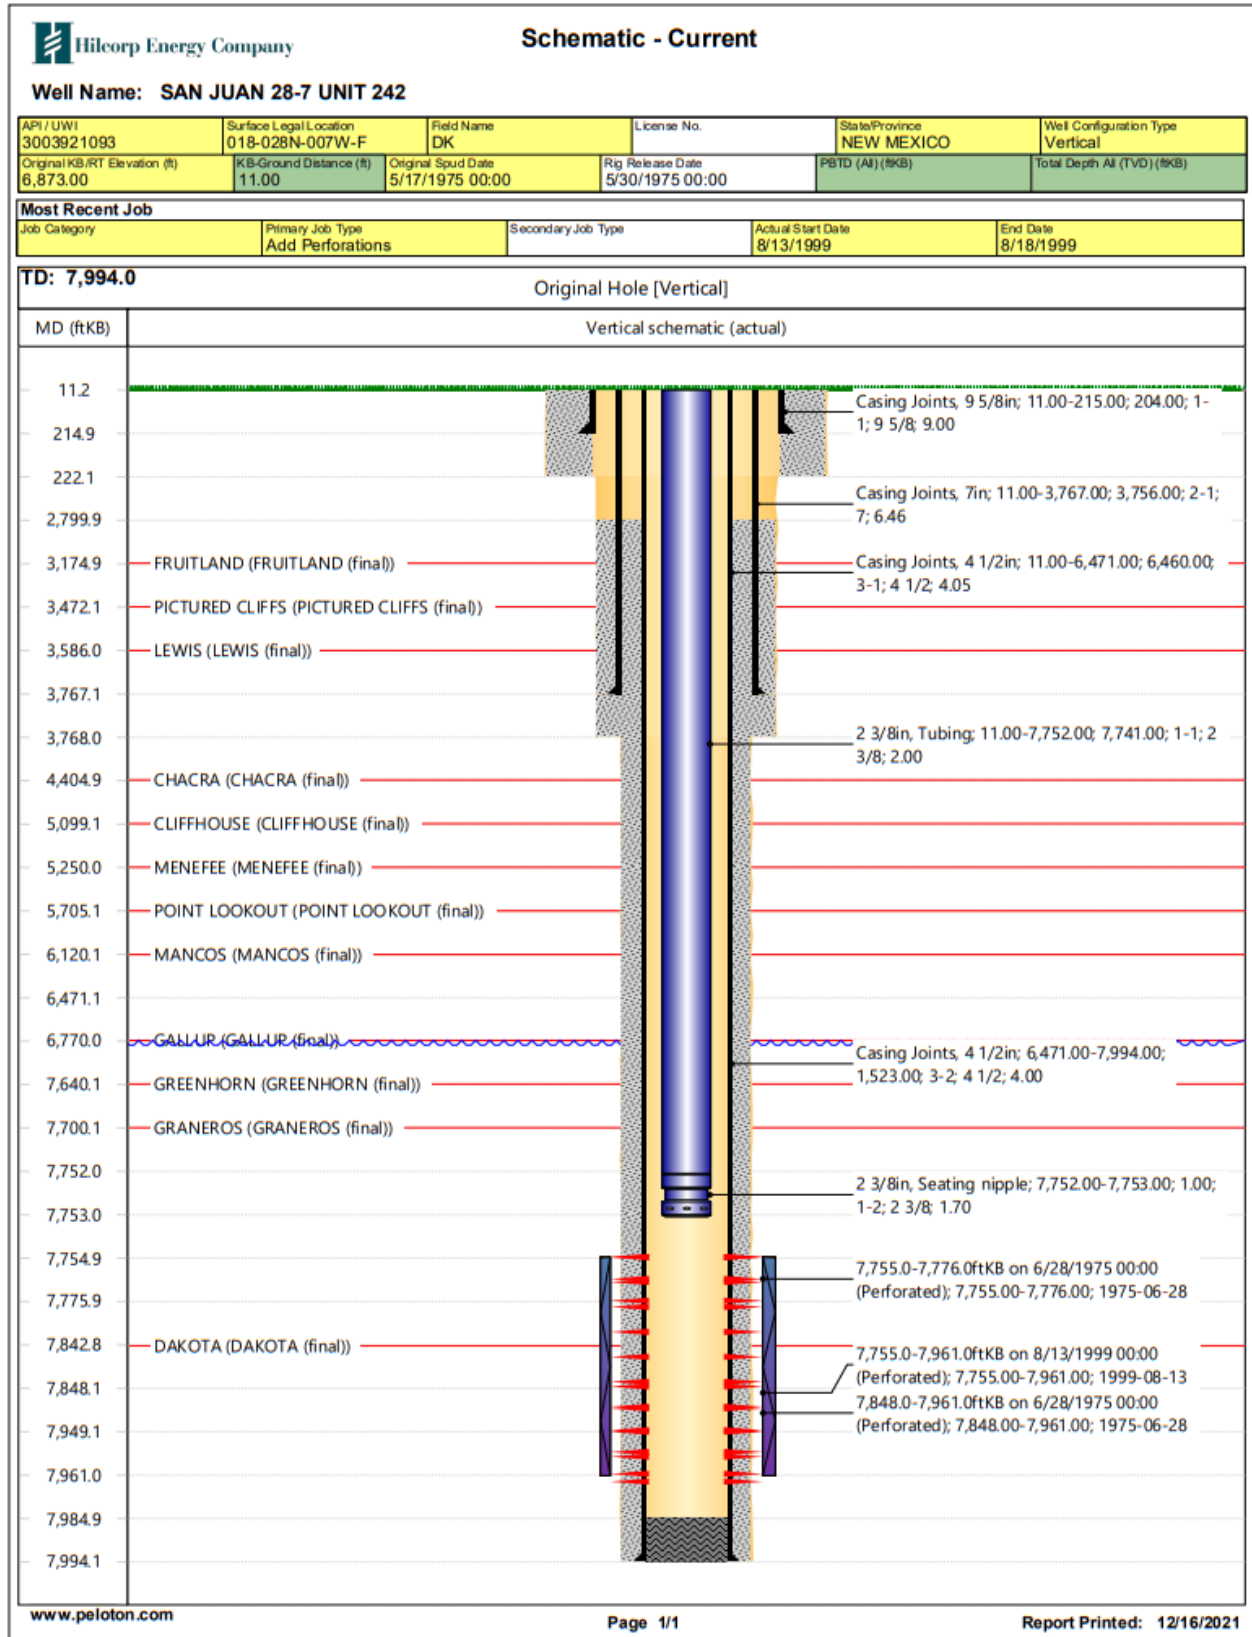 Hilcorp Energy Company
Schematic - Current
Well Name: SAN JUAN 28-7 UNIT 242
API / UWI
3003921093
Surface Legal Location
018-028N-007W-F
Field Name
DK
License No.
State/Province
NEW MEXICO
Well Configuration Type
Vertical
Original KB/RT Elevation (ft)
6,873.00
KB-Ground Distance (ft)
11.00
Original Spud Date
5/17/1975 00:00
Rig Release Date
5/30/1975 00:00
PBTD (All) (ftKB)
Total Depth All (TVD) (ftKB)
Most Recent Job
Job Category
Primary Job Type
Add Perforations
Secondary Job Type
Actual Start Date
8/13/1999
End Date
8/18/1999
TD: 7,994.0
Original Hole [Vertical]
MD (ftKB)
Vertical schematic (actual)
11.2
Casing Joints, 9 5/8in; 11.00-215.00; 204.00; 1-
1; 9 5/8; 9.00
214.9
222.1
Casing Joints, 7in; 11.00-3,767.00; 3,756.00; 2-1;
7; 6.46
2,799.9
3,174.9
FRUITLAND (FRUITLAND (final))
Casing Joints, 4 1/2in; 11.00-6,471.00; 6,460.00;
3-1; 4 1/2; 4.05
3,472.1
PICTURED CLIFFS (PICTURED CLIFFS (final))
3,586.0
LEWIS (LEWIS (final))
3,767.1
3,768.0
2 3/8in, Tubing; 11.00-7,752.00; 7,741.00; 1-1; 2
3/8; 2.00
4,404.9
CHACRA (CHACRA (final))
5,099.1
CLIFFHOUSE (CLIFFHOUSE (final))
5,250.0
MENEFEE (MENEFEE (final))
5,705.1
POINT LOOKOUT (POINT LOOKOUT (final))
6,120.1
MANCOS (MANCOS (final))
6,471.1
6,770.0
GALLUP (GALLUP (final))
Casing Joints, 4 1/2in; 6,471.00-7,994.00;
1,523.00; 3-2; 4 1/2; 4.00
7,640.1
GREENHORN (GREENHORN (final))
7,700.1
GRANEROS (GRANEROS (final))
7,752.0
2 3/8in, Seating nipple; 7,752.00-7,753.00; 1.00;
1-2; 2 3/8; 1.70
7,753.0
7,754.9
7,755.0-7,776.0ftKB on 6/28/1975 00:00
(Perforated); 7,755.00-7,776.00; 1975-06-28
7,775.9
7,842.8
DAKOTA (DAKOTA (final))
7,755.0-7,961.0ftKB on 8/13/1999 00:00
(Perforated); 7,755.00-7,961.00; 1999-08-13
7,848.1
7,848.0-7,961.0ftKB on 6/28/1975 00:00
(Perforated); 7,848.00-7,961.00; 1975-06-28
7,949.1
7,961.0
7,984.9
7,994.1
www.peloton.com
Page 1/1
Report Printed: 12/16/2021